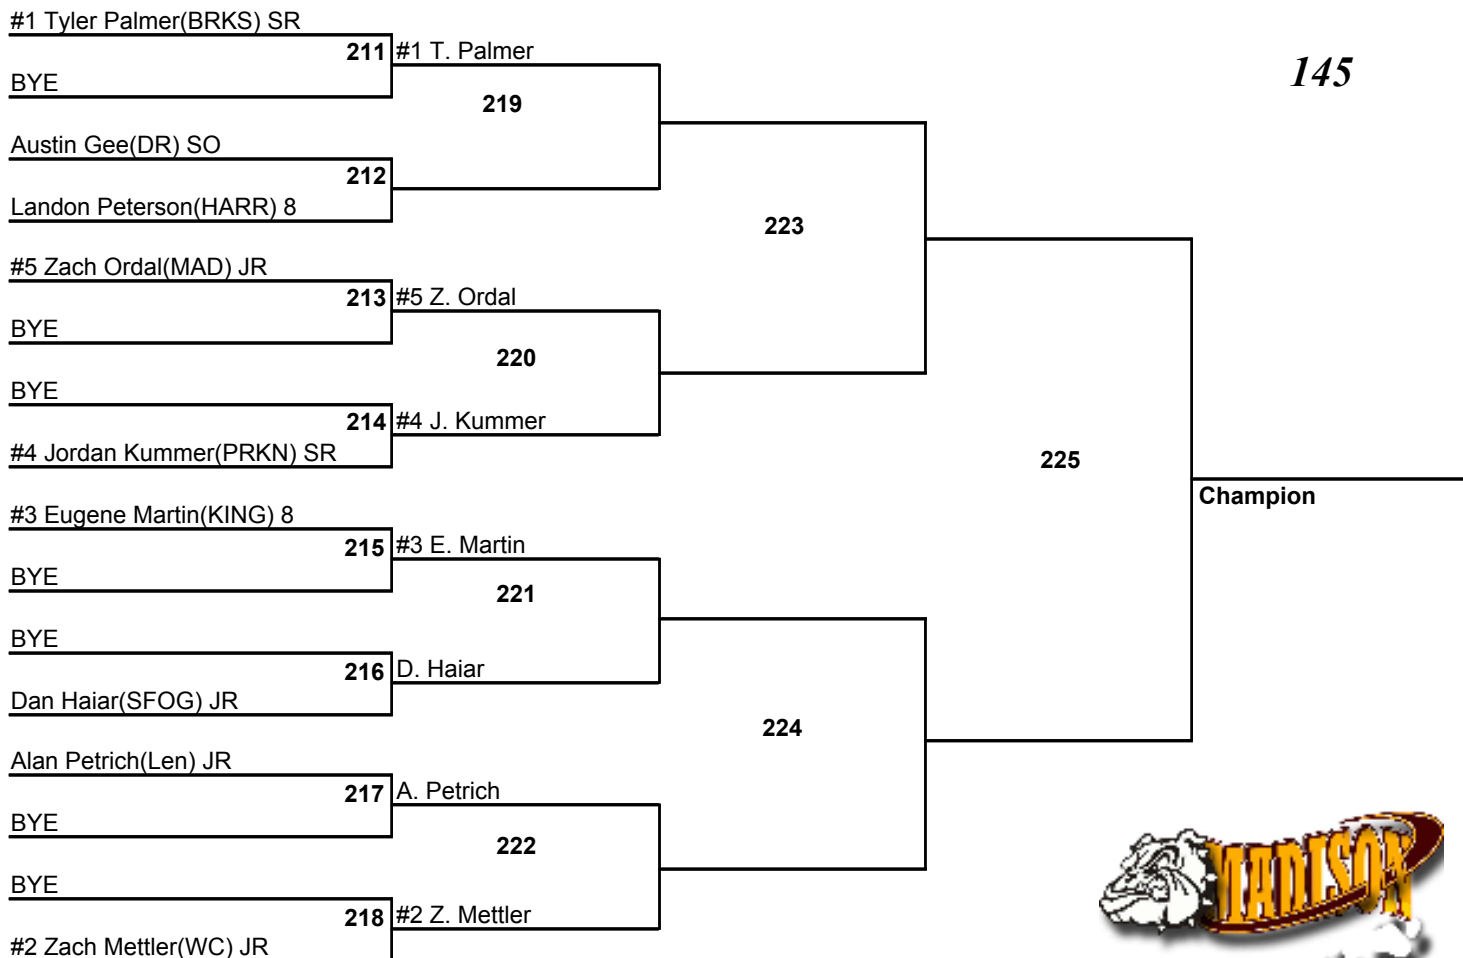 #1 Tyler Palmer(BRKS) SR
211 #1 T. Palmer
145
BYE
219
Austin Gee(DR) SO
212
Landon Peterson(HARR) 8
223
#5 Zach Ordal(MAD) JR
213 #5 Z. Ordal
BYE
220
BYE
214 #4 J. Kummer
#4 Jordan Kummer(PRKN) SR
225
Champion
#3 Eugene Martin(KING) 8
215 #3 E. Martin
BYE
221
BYE
216 D. Haiar
Dan Haiar(SFOG) JR
224
Alan Petrich(Len) JR
217 A. Petrich
BYE
222
MADISON
BYE
218 #2 Z. Mettler
#2 Zach Mettler(WC) JR